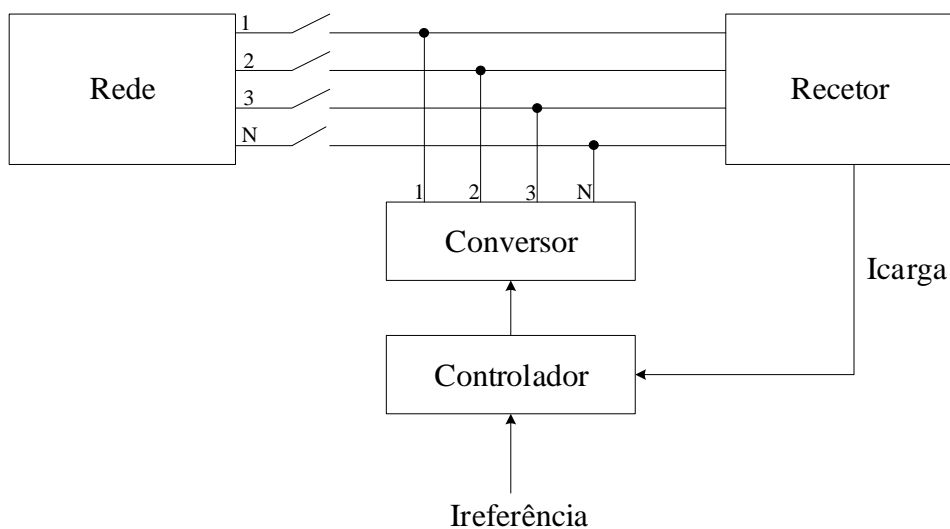 Rede
1
2
3
N
Recetor
1 2 3 N
Conversor
Icarga
Controlador
Ireferência